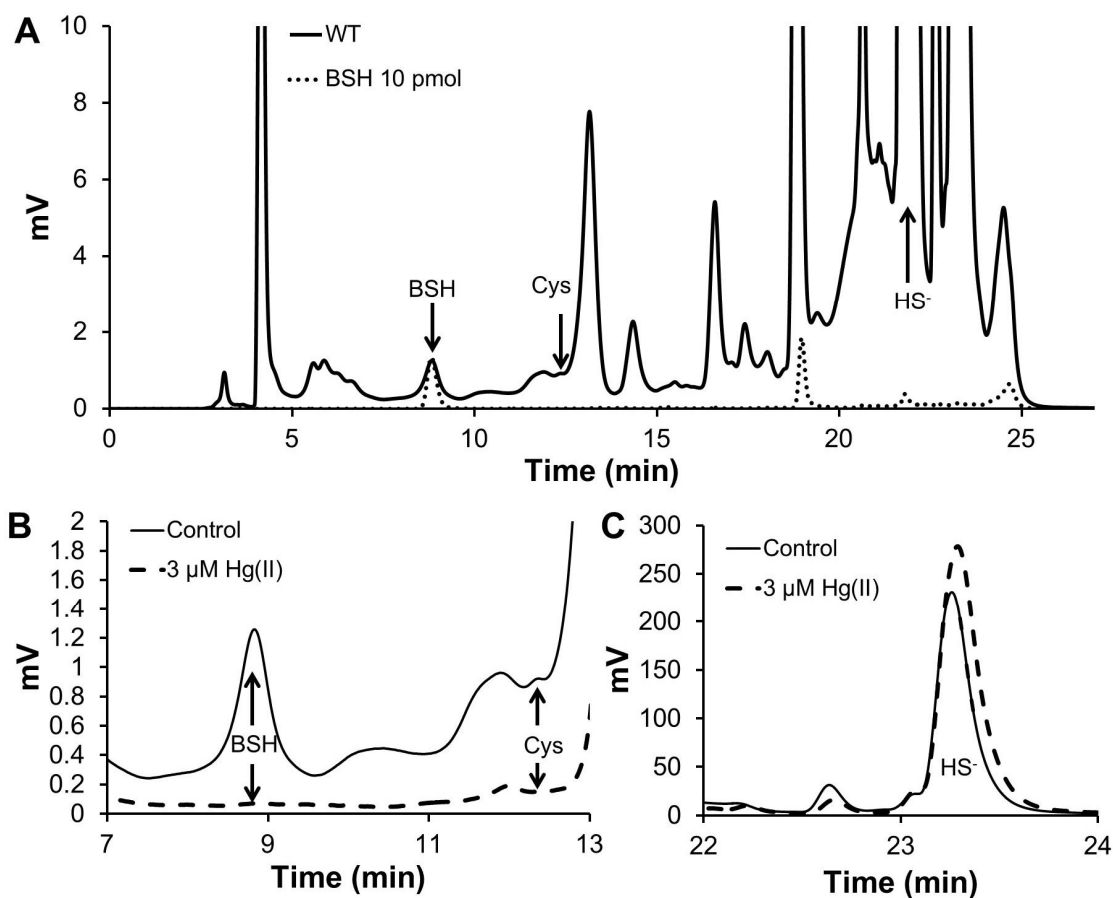 A
WT
BSH 10 pmol
10
8
6
4
2
0
mV
BSH
Cys
HS⁻
0 5 10 15 20 25
Time (min)
B
Control
3 µM Hg(II)
2
1.8
1.6
1.4
1.2
1
0.8
0.6
0.4
0.2
0
mV
BSH
Cys
7 9 11 13
Time (min)
C
Control
3 µM Hg(II)
300
250
200
150
100
50
0
mV
HS⁻
22 23 24
Time (min)